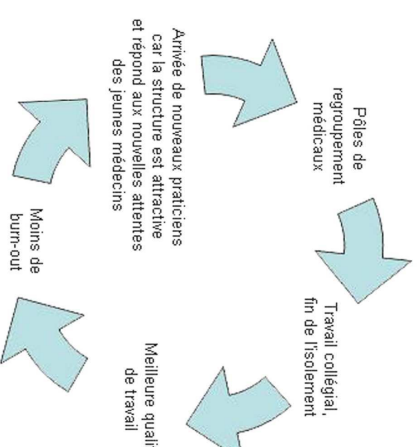 Pôles de
regroupement
médicaux
Travail collégial,
fin de l'isolement
Meilleure quali
de travail
Moins de
burn-out
Arrivée de nouveaux praticiens
car la structure est attractive
et répond aux nouvelles attentes
des jeunes médecins